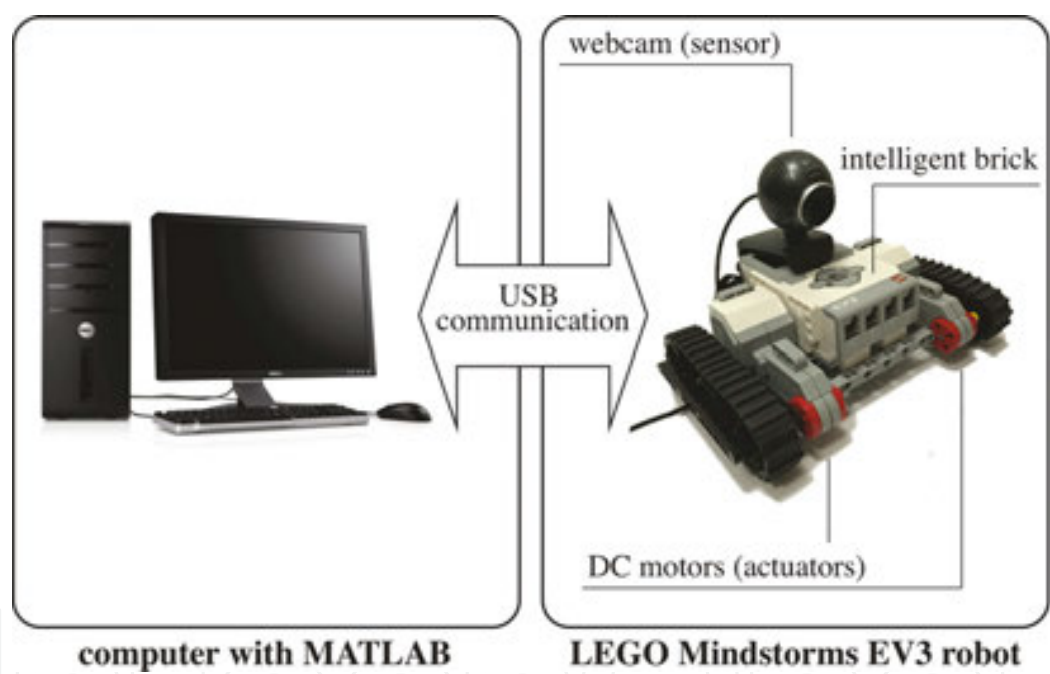 webcam (sensor)
intelligent brick
USB
communication
DC motors (actuators)
computer with MATLAB
LEGO Mindstorms EV3 robot